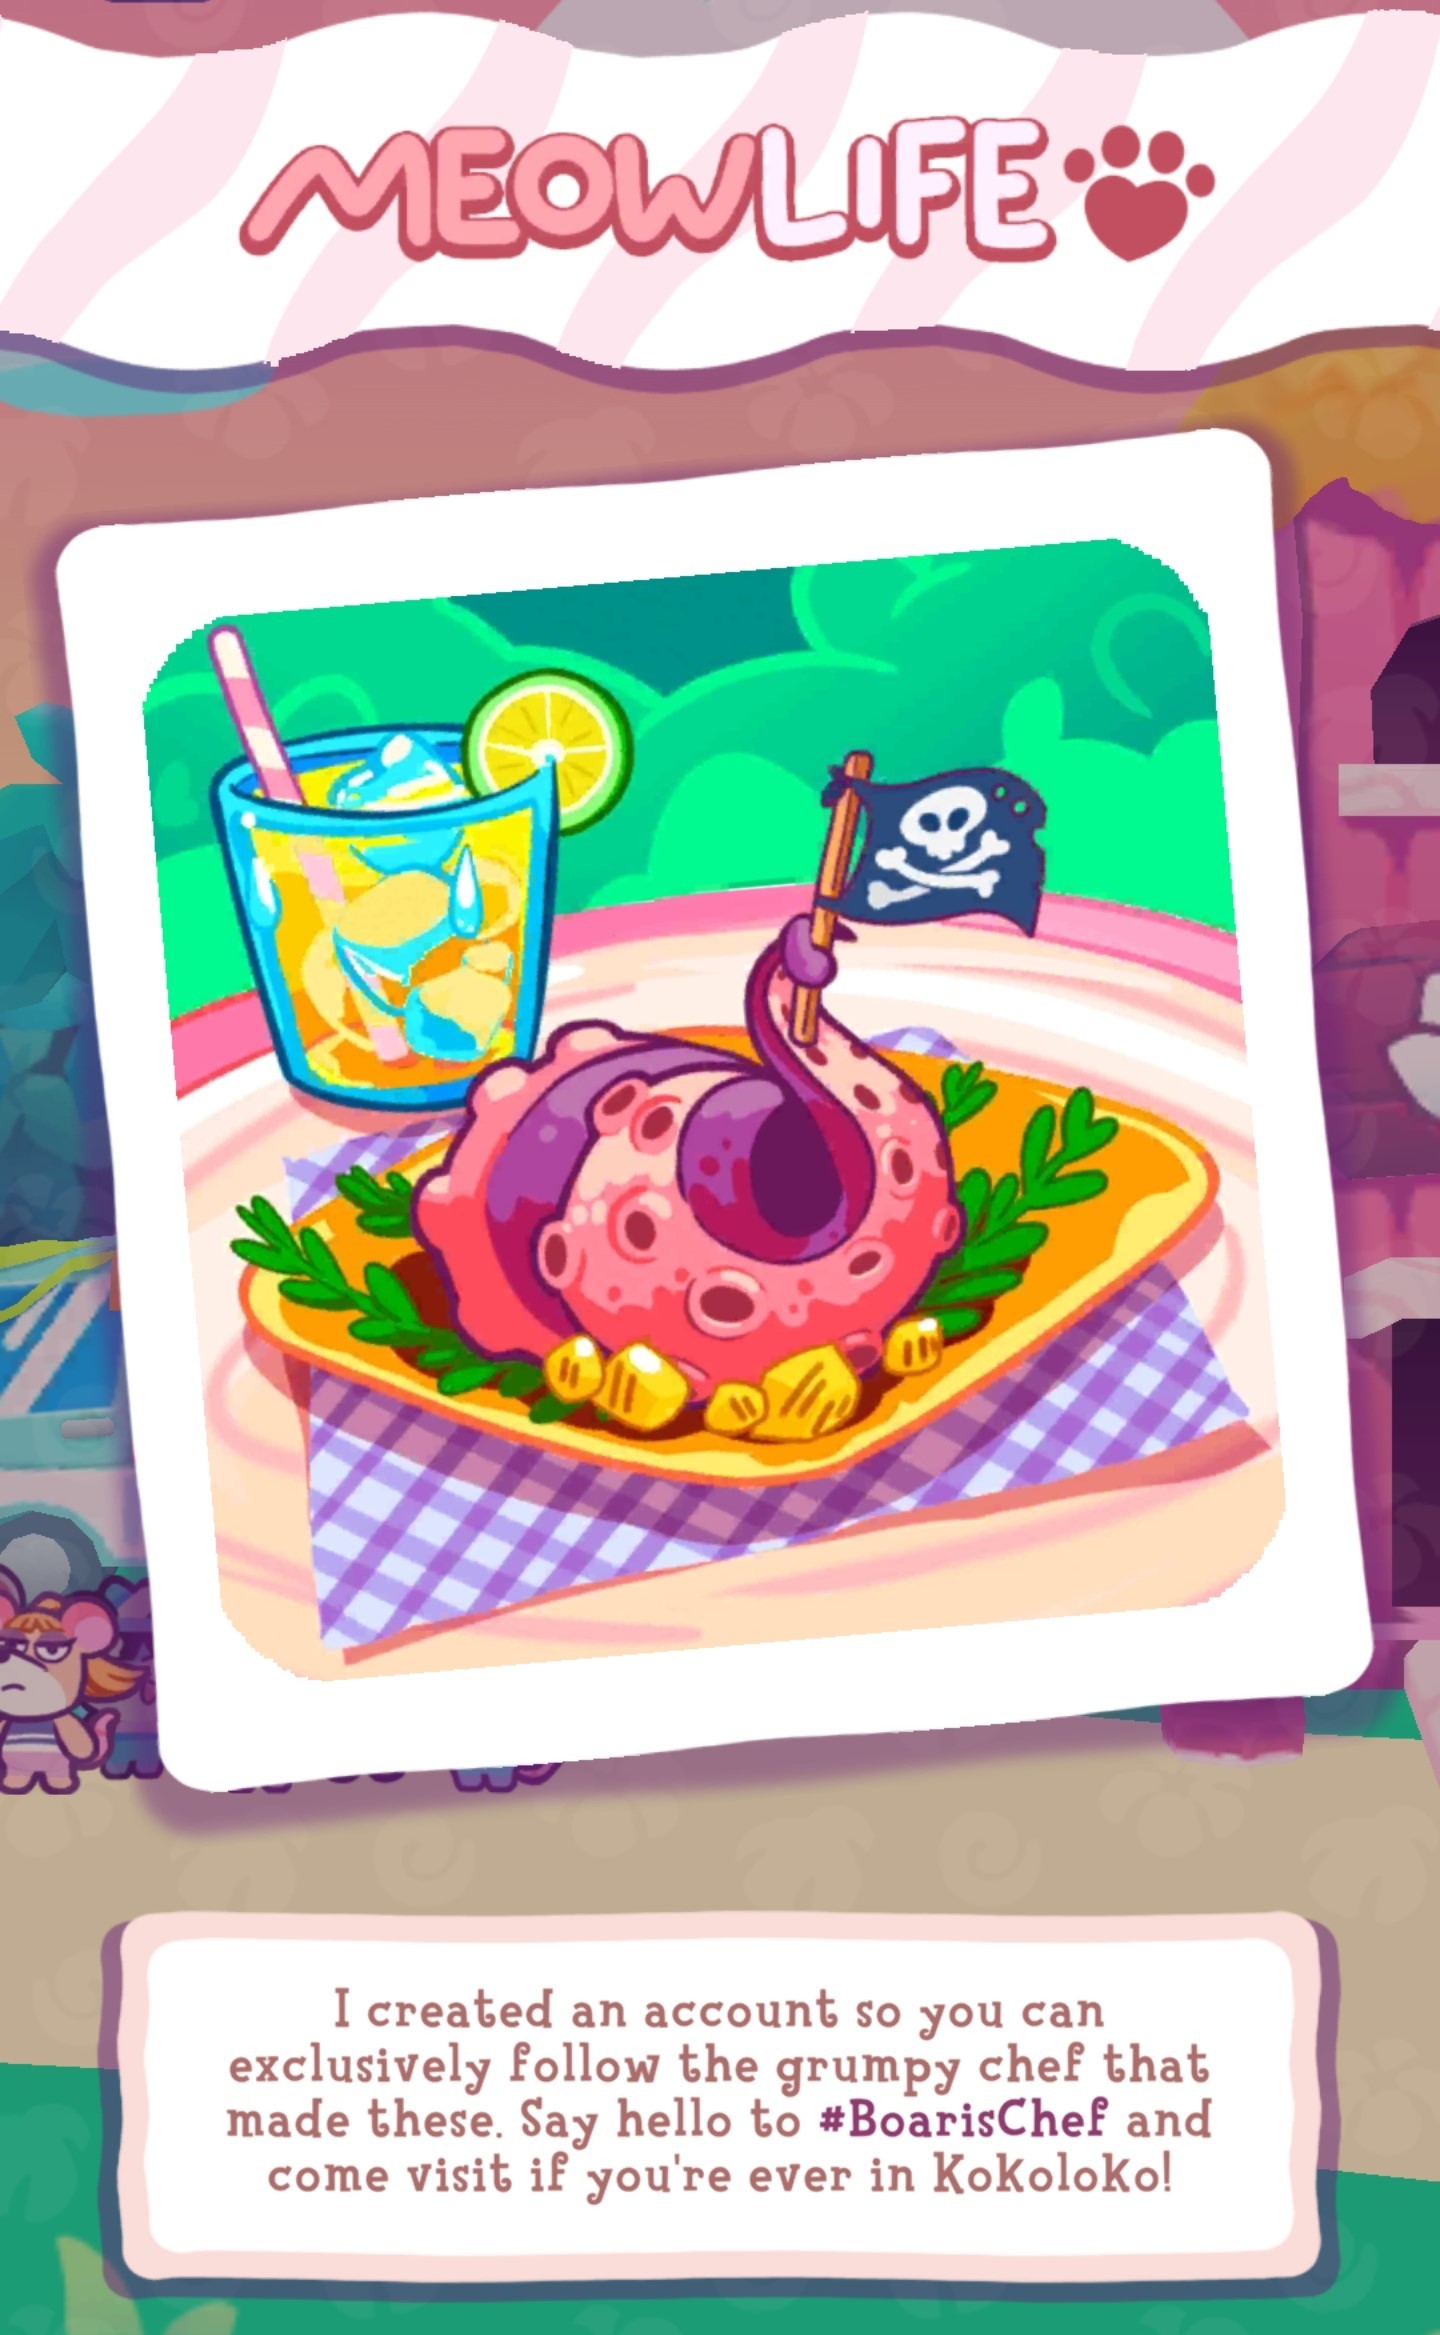 MEOWLIFE
I created an account so you can
exclusively follow the grumpy chef that
made these. Say hello to #BoarisChef and
come visit if you're ever in Kokoloko!